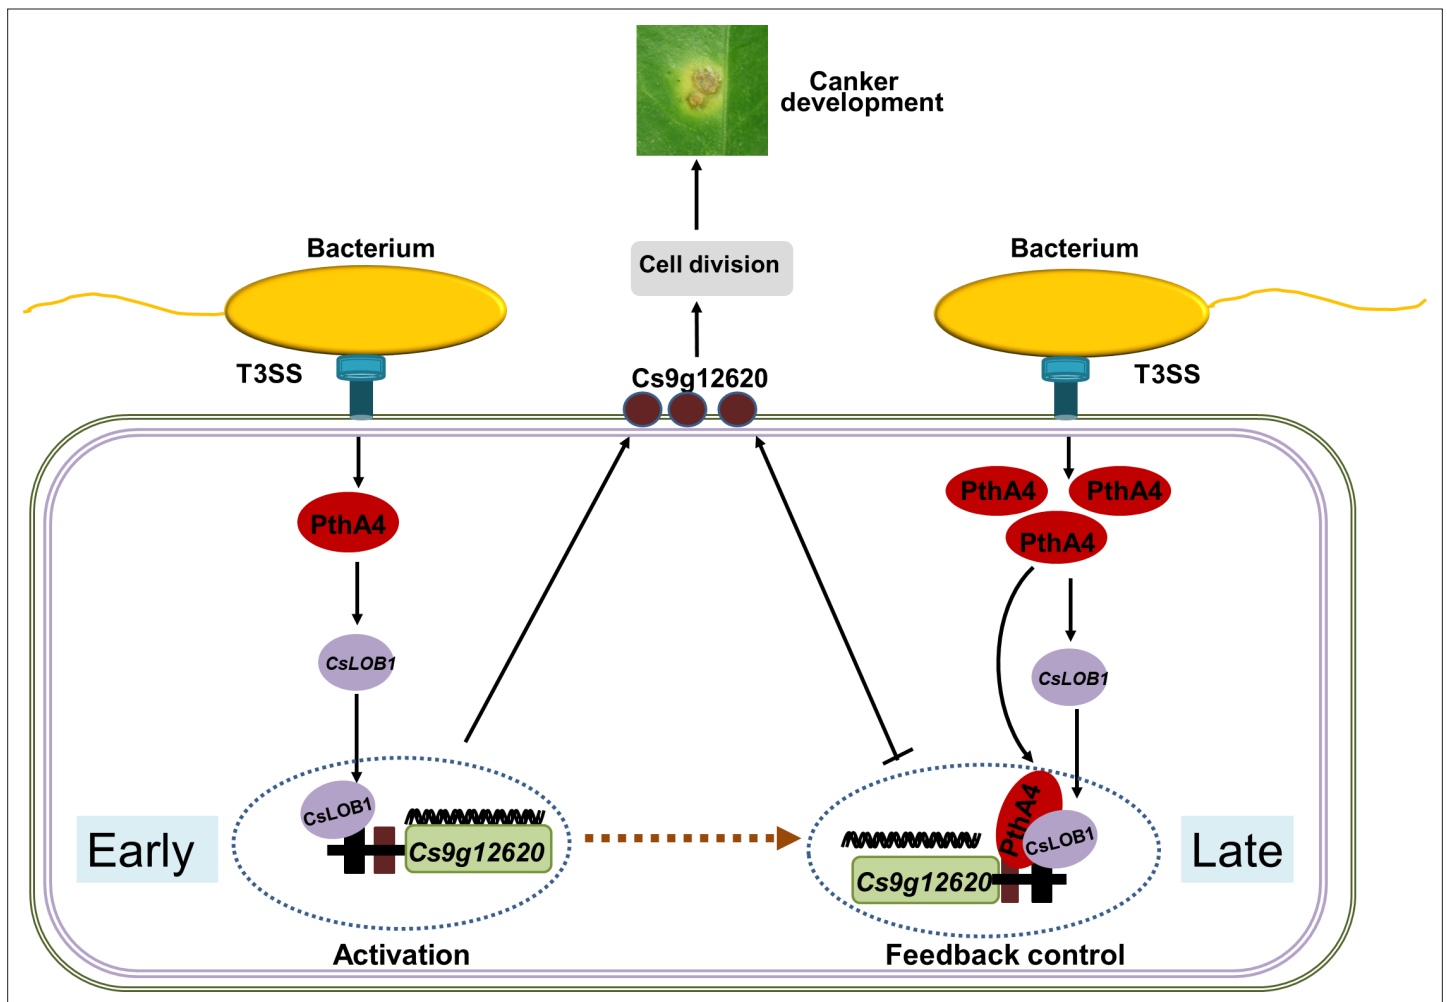 Canker
development
Bacterium
Bacterium
Cell division
T3SS
Cs9g12620
T3SS
PthA4
PthA4
PthA4
PthA4
CsLOB1
CsLOB1
CsLOB1
PthA4
CsLOB1
Early
Cs9g12620
Cs9g12620
Late
Activation
Feedback control